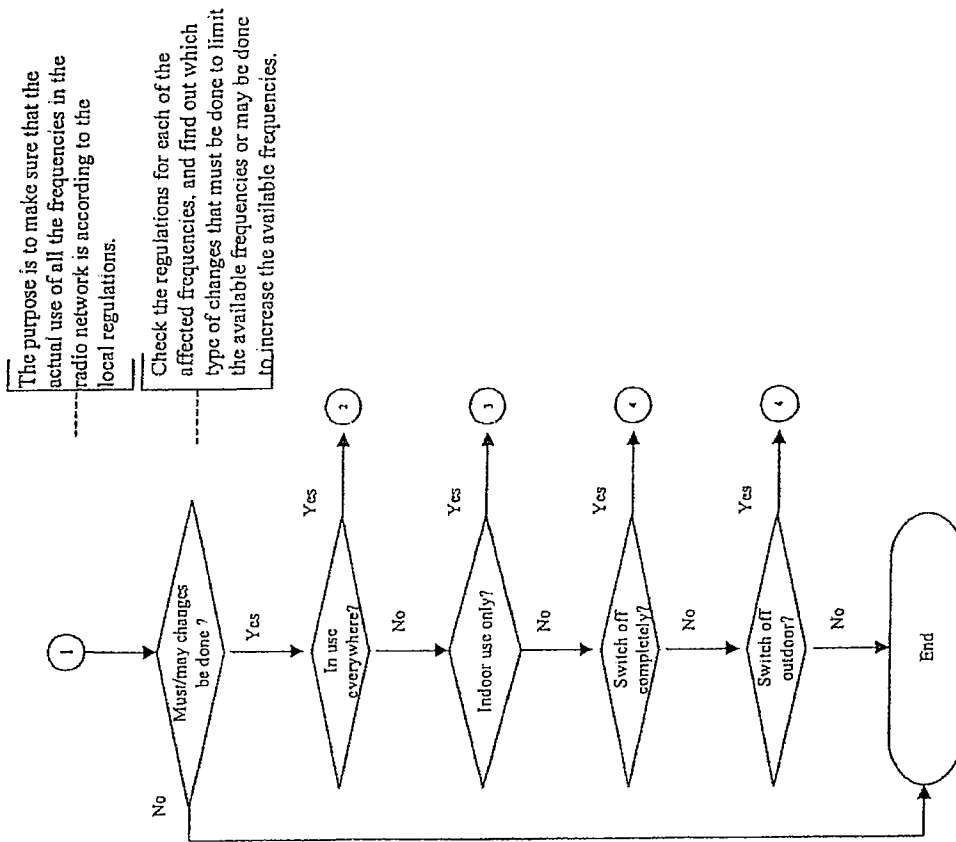 The purpose is to make sure that the
actual use of all the frequencies in the
radio network is according to the
local regulations.
Check the regulations for each of the
affected frequencies, and find out which
type of changes that must be done to limit
the available frequencies or may be done
to increase the available frequencies.
1
Must/may changes
be done ?
No
Yes
In use
everywhere?
Yes
2
No
Indoor use only?
Yes
3
No
Switch off
completely?
Yes
4
No
Switch off
outdoor?
Yes
4
No
End